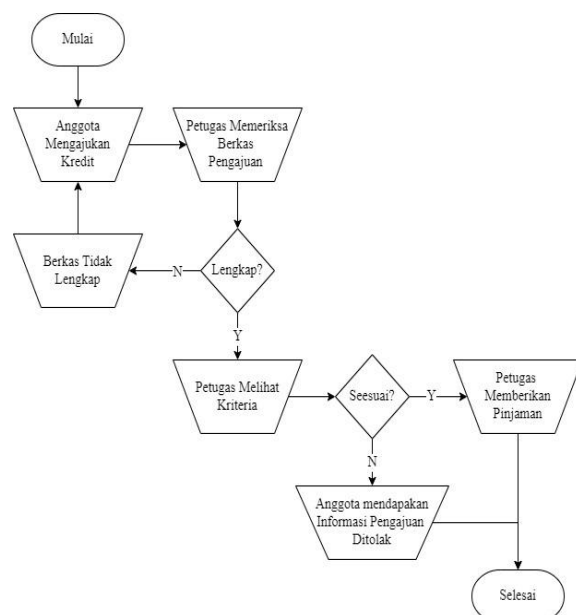 Mulai
Anggota
Mengajukan
Kredit
Petugas Memeriksa
Berkas
Pengajuan
Berkas Tidak
Lengkap
N
Lengkap?
Y
Petugas Melihat
Kriteria
Seesuai?
Y
Petugas
Memberikan
Pinjaman
N
Anggota mendapakan
Informasi Pengajuan
Ditolak
Selesai